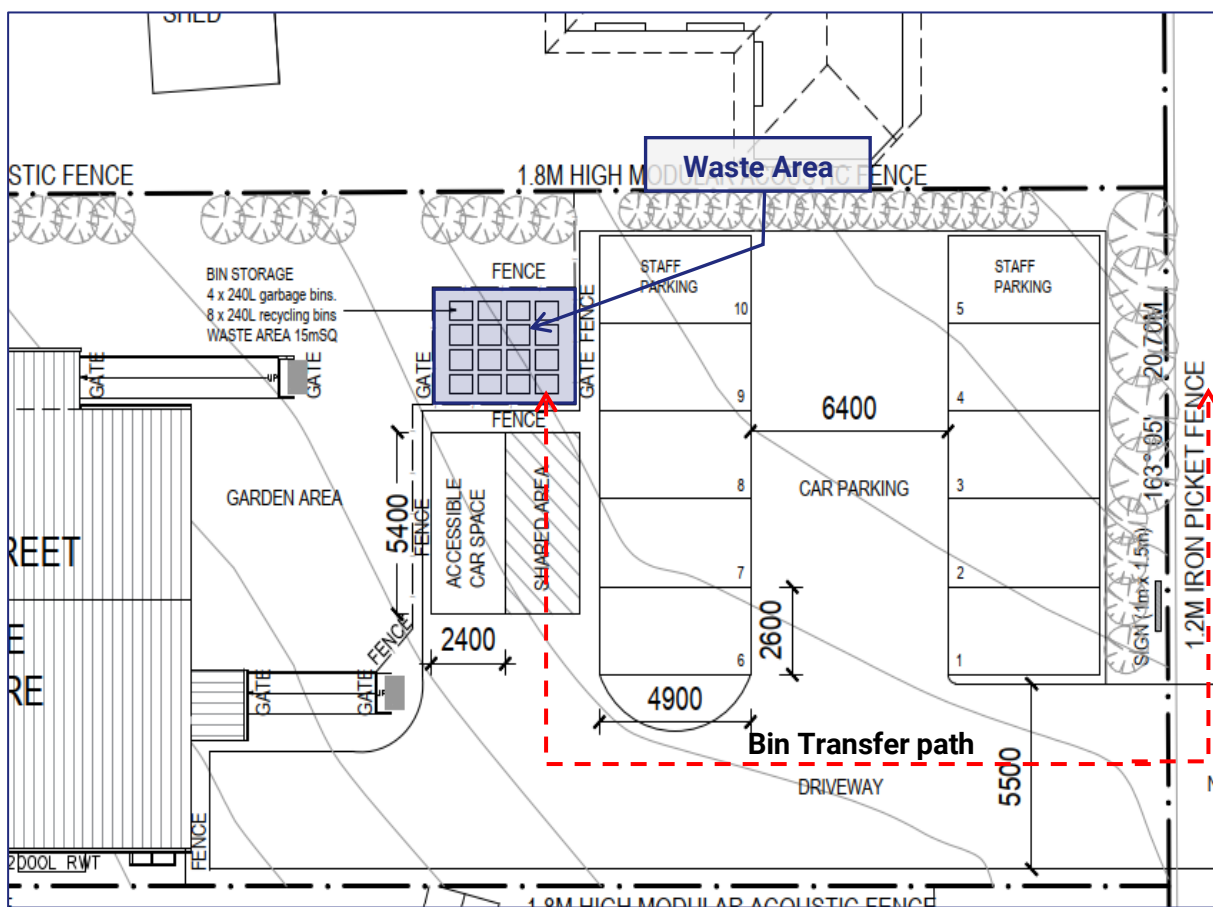 SHED
Waste Area
STIC FENCE
1.8M HIGH MODULAR ACOUSTIC FENCE
BIN STORAGE
4 x 240L garbage bins.
8 x 240L recycling bins
WASTE AREA 15mSQ
FENCE
FENCE
GATE
GATE
GATE
GATE
UP
FENCE
STAFF
PARKING
10
9
8
7
6
STAFF
PARKING
5
4
3
2
1
6400
CAR PARKING
GARDEN AREA
5400
FENCE
ACCESSIBLE
CAR SPACE
SHARED AREA
2400
FENCE
2600
4900
163° 05'
20.70M
SIGN (1m x 1.5m)
1.2M IRON PICKET FENCE
REET
RE
GATE
GATE
Bin Transfer path
DRIVEWAY
5500
N
FENCE
2000L RWT
1.8M HIGH MODULAR ACOUSTIC FENCE